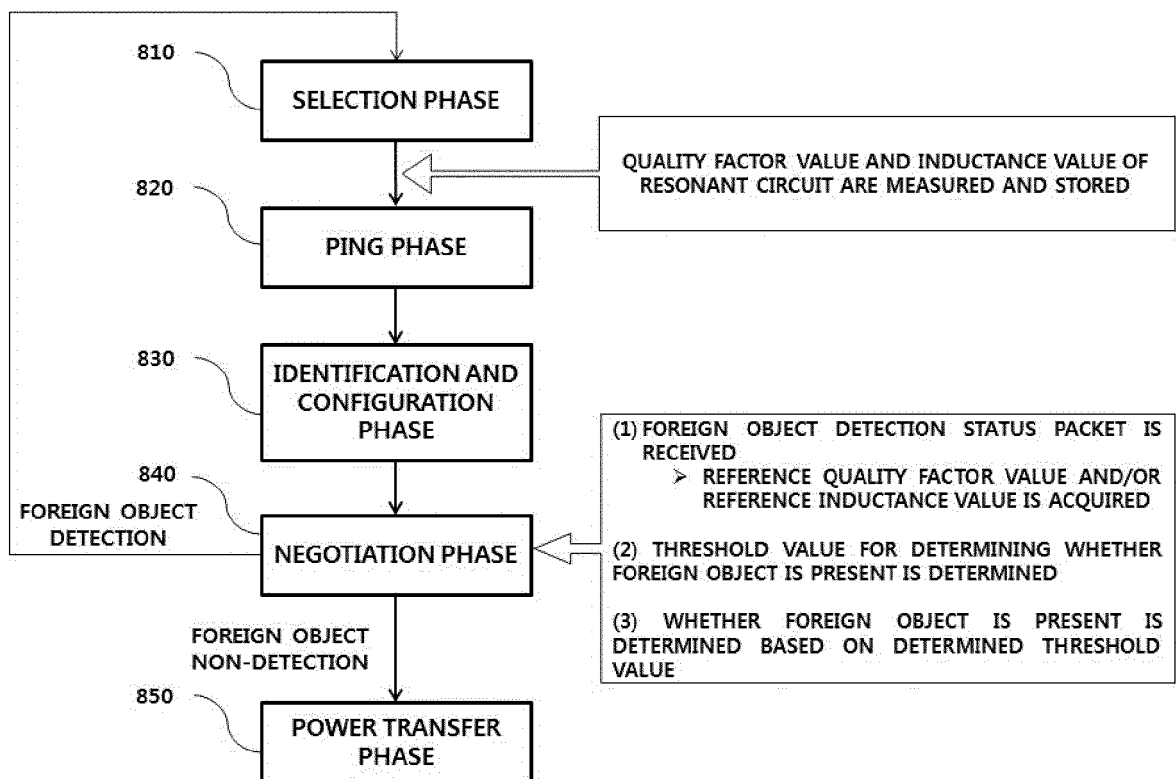 810
SELECTION PHASE
QUALITY FACTOR VALUE AND INDUCTANCE VALUE OF
RESONANT CIRCUIT ARE MEASURED AND STORED
820
PING PHASE
830
IDENTIFICATION AND
CONFIGURATION
PHASE
840
FOREIGN OBJECT
DETECTION
NEGOTIATION PHASE
(1) FOREIGN OBJECT DETECTION STATUS PACKET IS
RECEIVED
➢ REFERENCE QUALITY FACTOR VALUE AND/OR
REFERENCE INDUCTANCE VALUE IS ACQUIRED
(2) THRESHOLD VALUE FOR DETERMINING WHETHER
FOREIGN OBJECT IS PRESENT IS DETERMINED
(3) WHETHER FOREIGN OBJECT IS PRESENT IS
DETERMINED BASED ON DETERMINED THRESHOLD
VALUE
FOREIGN OBJECT
NON-DETECTION
850
POWER TRANSFER
PHASE